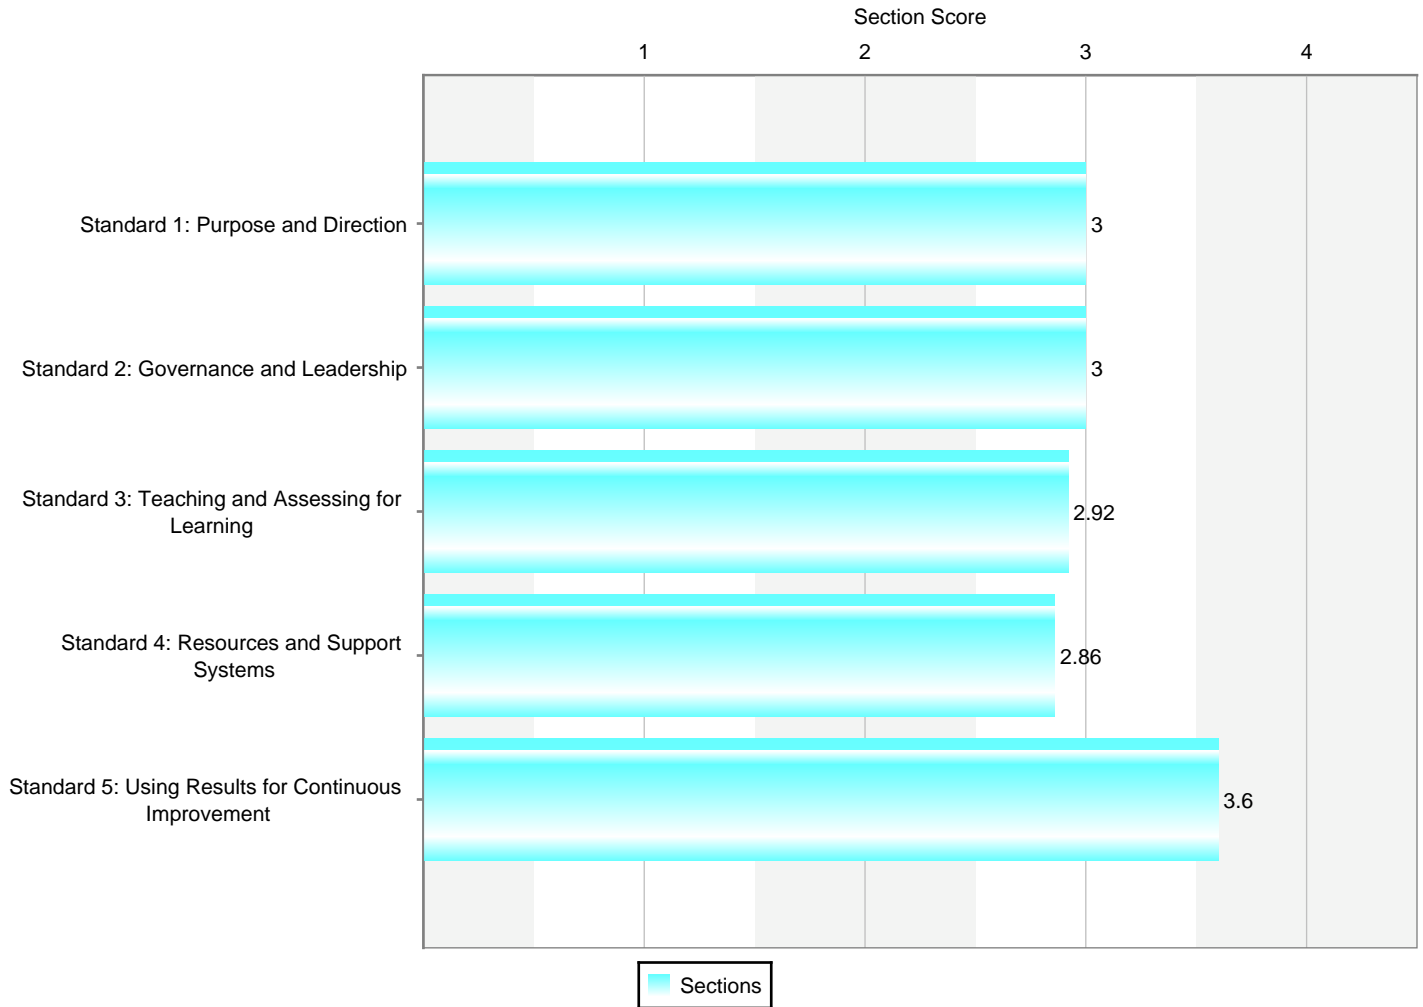 Section Score
1 2 3 4
Standard 1: Purpose and Direction
3
Standard 2: Governance and Leadership
3
Standard 3: Teaching and Assessing for
Learning
2.92
Standard 4: Resources and Support
Systems
2.86
Standard 5: Using Results for Continuous
Improvement
3.6
Sections